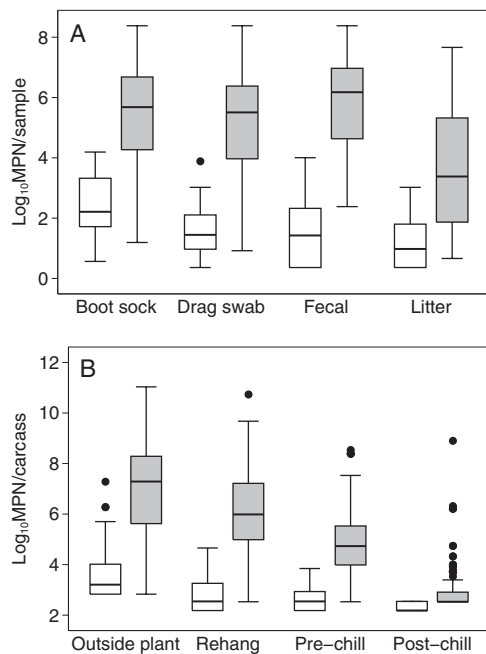 A
Log₁₀MPN/sample
8
6
4
2
0
Boot sock Drag swab Fecal Litter
B
Log₁₀MPN/carcass
12
10
8
6
4
2
Outside plant Rehang Pre–chill Post–chill